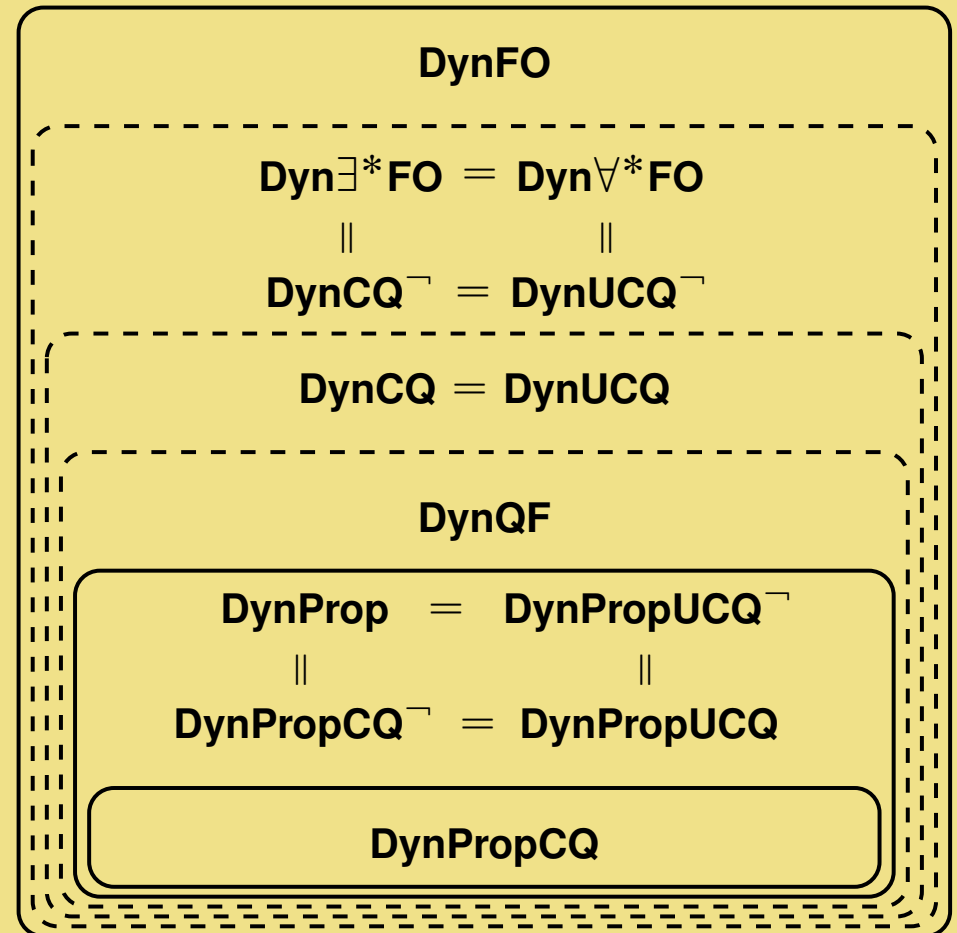 DynFO
Dyn∃*FO = Dyn∀*FO
|| ||
DynCQ¬ = DynUCQ¬
DynCQ = DynUCQ
DynQF
DynProp = DynPropUCQ¬
|| ||
DynPropCQ¬ = DynPropUCQ
DynPropCQ